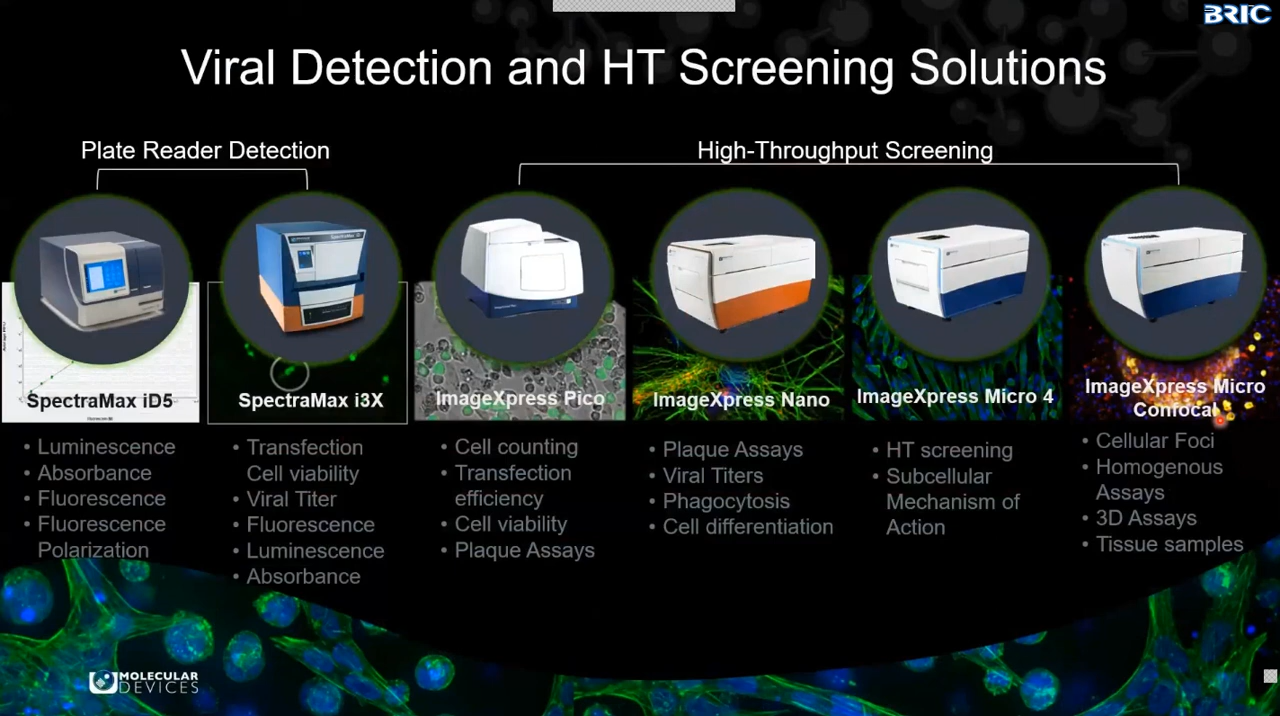 BRIC
Viral Detection and HT Screening Solutions
Plate Reader Detection
High-Throughput Screening
SpectraMax iD5
• Luminescence
• Absorbance
• Fluorescence
• Fluorescence
Polarization
SpectraMax i3X
• Transfection
Cell viability
• Viral Titer
• Fluorescence
• Luminescence
• Absorbance
ImageXpress Pico
• Cell counting
• Transfection
efficiency
• Cell viability
• Plaque Assays
ImageXpress Nano
• Plaque Assays
• Viral Titers
• Phagocytosis
• Cell differentiation
ImageXpress Micro 4
• HT screening
• Subcellular
Mechanism of
Action
ImageXpress Micro
Confocal
• Cellular Foci
• Homogenous
Assays
• 3D Assays
• Tissue samples
MOLECULAR
DEVICES